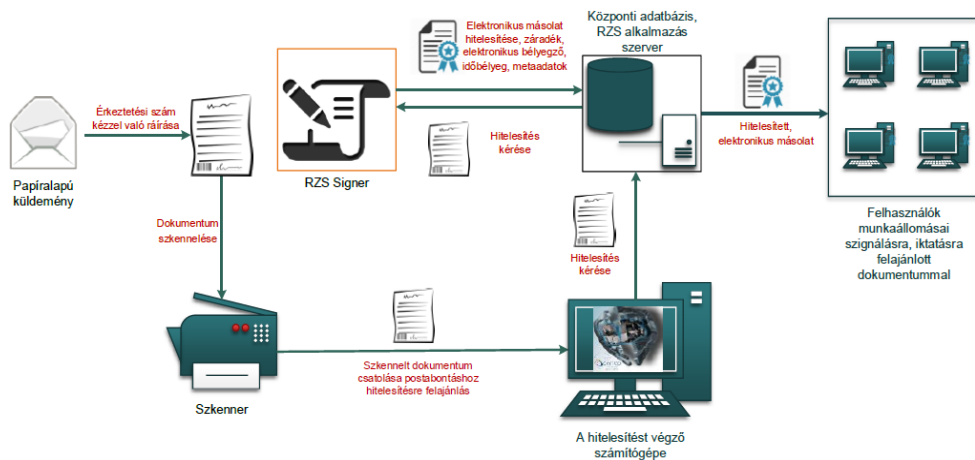 Elektronikus másolat
hitelesítése, záradék,
elektronikus bélyegző,
időbélyeg, metaadatok
Központi adatbázis,
RZS alkalmazás
szerver
Érkeztetési szám
kézzel való ráírása
Papíralapú
küldemény
RZS Signer
Hitelesítés
kérése
Hitelesített,
elektronikus másolat
Felhasználók
munkaállomásai
szignálásra, iktatásra
felajánlott
dokumentummal
Dokumentum
szkennelése
Hitelesítés
kérése
Szkennelt dokumentum
csatolása postabontáshoz
hitelesítésre felajánlás
Szkenner
A hitelesítést végző
számítógépe